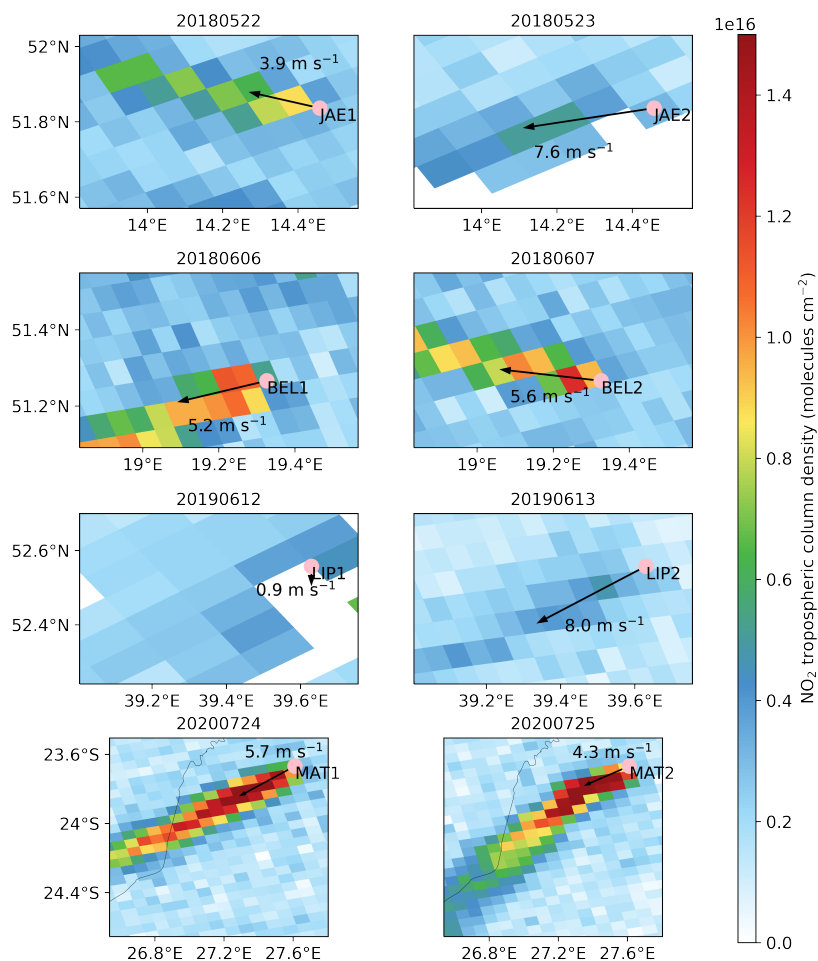 20180522
20180523
1e16
52°N
51.8°N
51.6°N
3.9 m s⁻¹
JAE1
7.6 m s⁻¹
JAE2
14°E
14.2°E
14.4°E
14°E
14.2°E
14.4°E
20180606
20180607
51.4°N
51.2°N
BEL1
5.2 m s⁻¹
BEL2
5.6 m s⁻¹
19°E
19.2°E
19.4°E
19°E
19.2°E
19.4°E
20190612
20190613
52.6°N
52.4°N
LIP1
0.9 m s⁻¹
LIP2
8.0 m s⁻¹
39.2°E
39.4°E
39.6°E
39.2°E
39.4°E
39.6°E
20200724
20200725
23.6°S
24°S
24.4°S
5.7 m s⁻¹
MAT1
4.3 m s⁻¹
MAT2
26.8°E
27.2°E
27.6°E
26.8°E
27.2°E
27.6°E
1.4
1.2
1.0
0.8
0.6
0.4
0.2
0.0
NO₂ tropospheric column density (molecules cm⁻²)